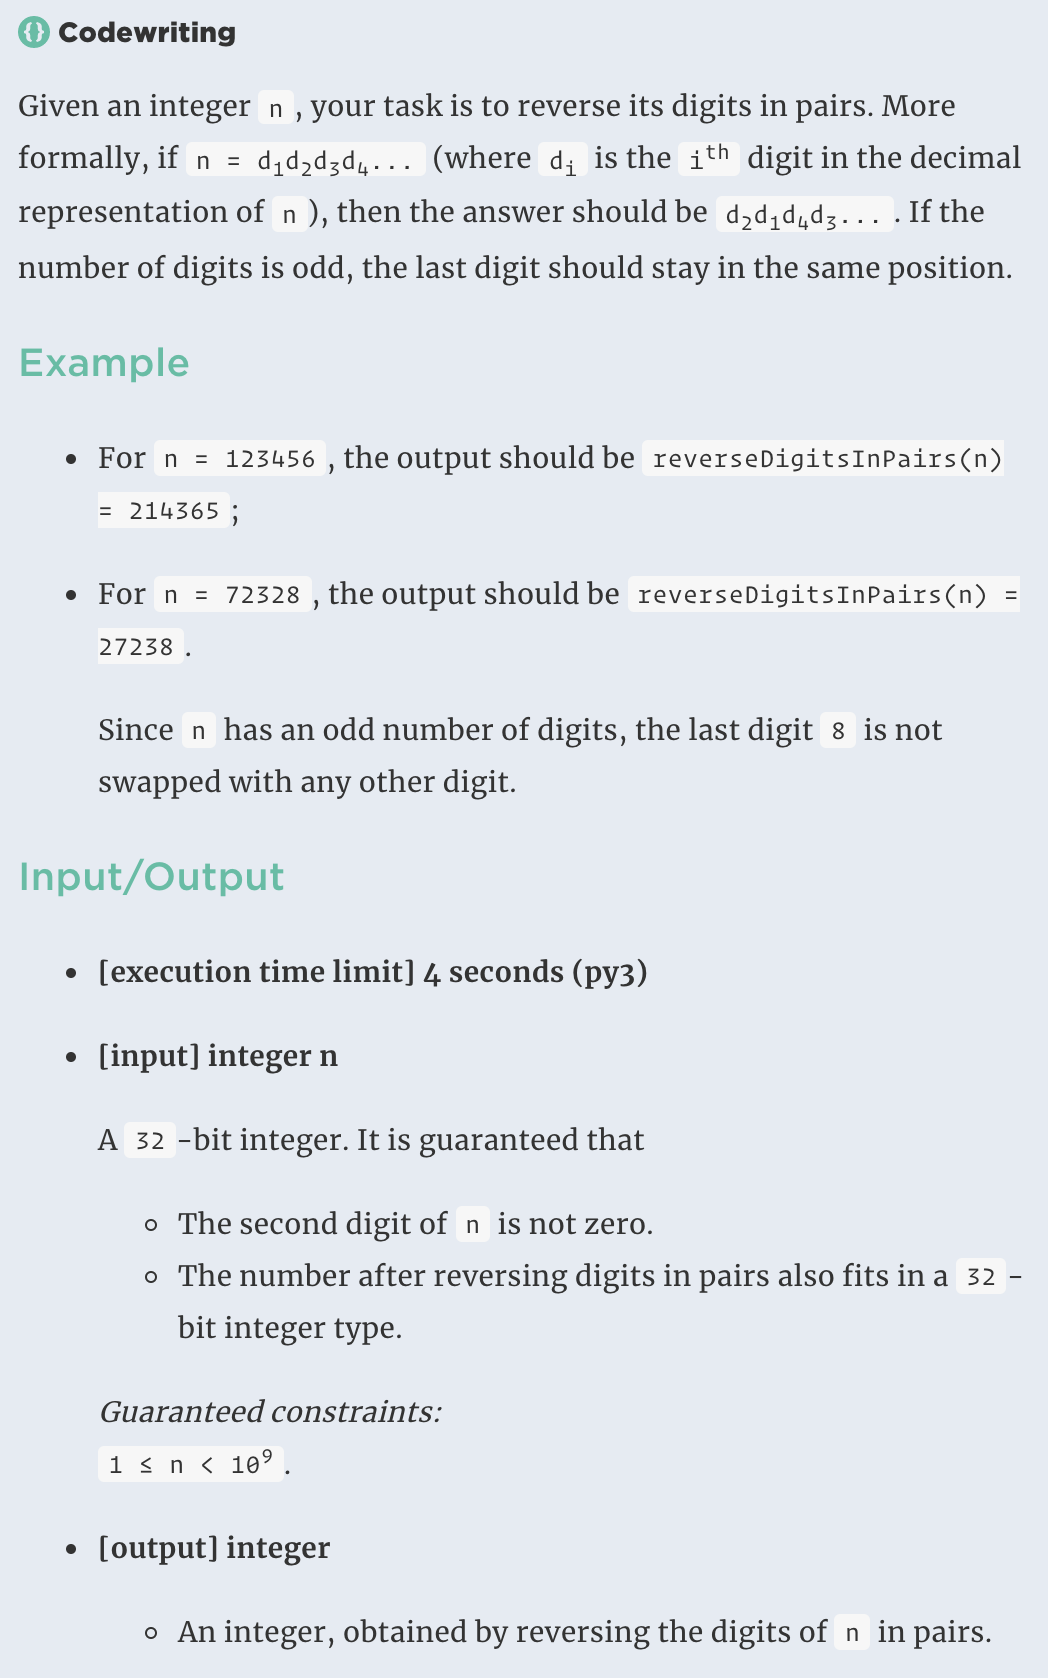 Codewriting
Given an integer n, your task is to reverse its digits in pairs. More
formally, if n = d₁d₂d₃d₄... (where dᵢ is the iᵗʰ digit in the decimal
representation of n), then the answer should be d₂d₁d₄d₃.... If the
number of digits is odd, the last digit should stay in the same position.
Example
• For n = 123456, the output should be reverseDigitsInPairs(n)
= 214365;
• For n = 72328, the output should be reverseDigitsInPairs(n) =
27238.
Since n has an odd number of digits, the last digit 8 is not
swapped with any other digit.
Input/Output
• [execution time limit] 4 seconds (py3)
• [input] integer n
A 32-bit integer. It is guaranteed that
◦ The second digit of n is not zero.
◦ The number after reversing digits in pairs also fits in a 32-
bit integer type.
Guaranteed constraints:
1 ≤ n < 10⁹.
• [output] integer
◦ An integer, obtained by reversing the digits of n in pairs.